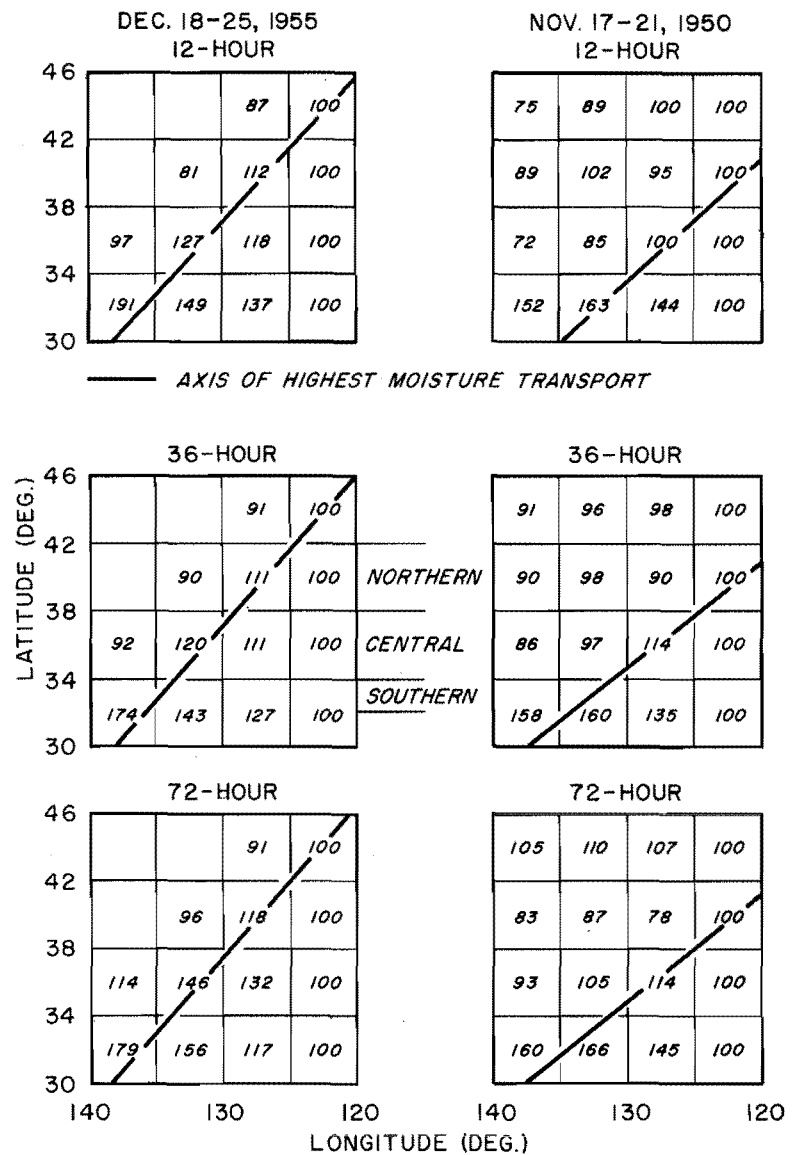 DEC. 18-25, 1955
12-HOUR
NOV. 17-21, 1950
12-HOUR
46
87 100
75 89 100 100
42
81 112 100
89 102 95 100
38
97 127 118 100
72 85 100 100
34
191 149 137 100
152 163 144 100
30
AXIS OF HIGHEST MOISTURE TRANSPORT
36-HOUR
36-HOUR
46
91 100
91 96 98 100
42
90 111 100
NORTHERN
90 98 90 100
38
92 120 111 100
CENTRAL
86 97 114 100
34
SOUTHERN
174 143 127 100
158 160 135 100
30
LATITUDE (DEG.)
72-HOUR
72-HOUR
46
91 100
105 110 107 100
42
96 118 100
83 87 78 100
38
114 146 132 100
93 105 114 100
34
179 156 117 100
160 166 145 100
30
140 130 120
140 130 120
LONGITUDE (DEG.)